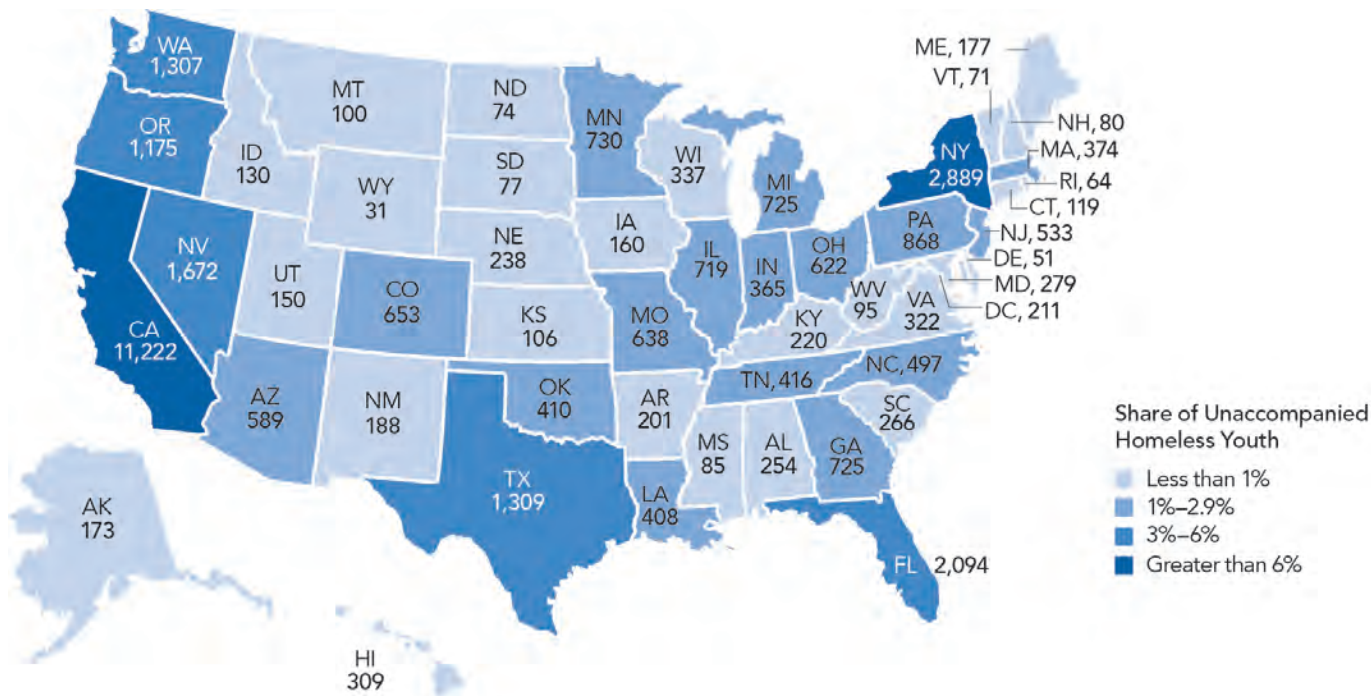 WA
1,307
OR
1,175
CA
11,222
NV
1,672
ID
130
MT
100
WY
31
UT
150
AZ
589
CO
653
NM
188
ND
74
SD
77
NE
238
KS
106
OK
410
TX
1,309
MN
730
IA
160
MO
638
AR
201
LA
408
WI
337
IL
719
MI
725
IN
365
OH
622
KY
220
TN, 416
MS
85
AL
254
GA
725
FL
2,094
SC
266
NC, 497
VA
322
WV
95
PA
868
NY
2,889
ME, 177
VT, 71
NH, 80
MA, 374
RI, 64
CT, 119
NJ, 533
DE, 51
MD, 279
DC, 211
AK
173
HI
309
Share of Unaccompanied
Homeless Youth
Less than 1%
1%–2.9%
3%–6%
Greater than 6%